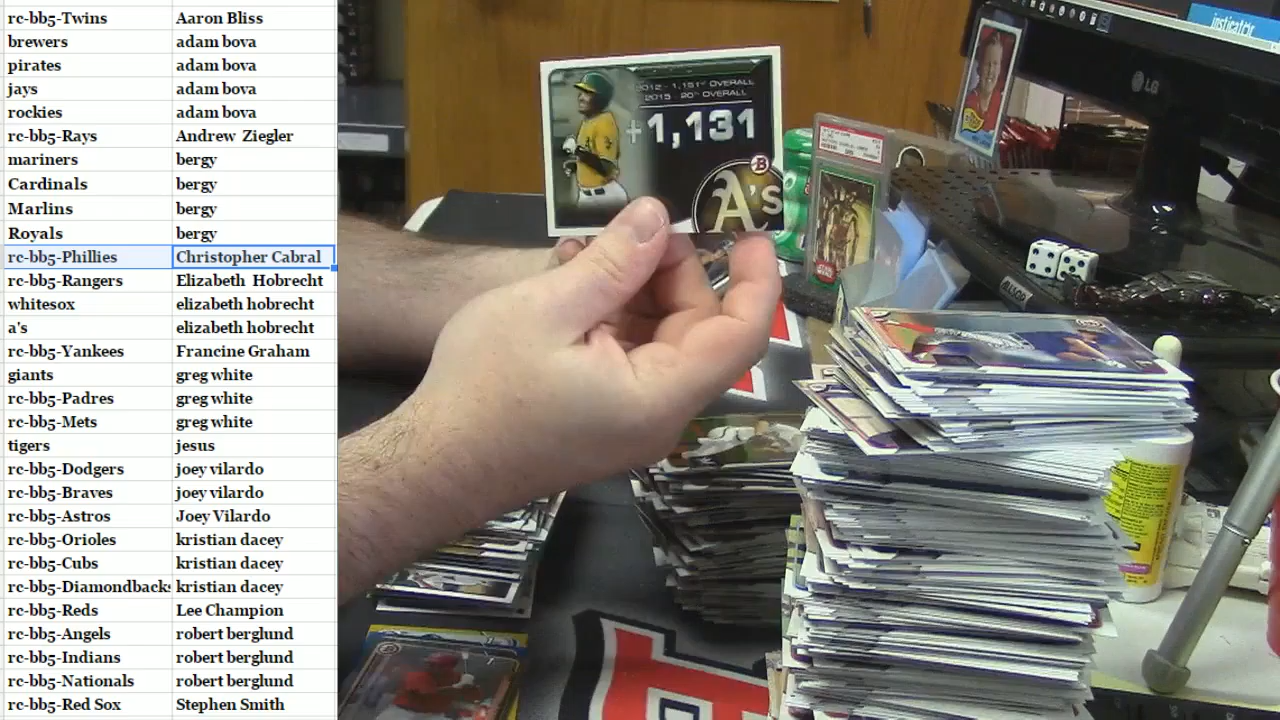 rc-bb5-Twins Aaron Bliss
brewers adam bova
pirates adam bova
jays adam bova
rockies adam bova
rc-bb5-Rays Andrew Ziegler
mariners bergy
Cardinals bergy
Marlins bergy
Royals bergy
rc-bb5-Phillies Christopher Cabral
rc-bb5-Rangers Elizabeth Hobrecht
whitesox elizabeth hobrecht
a's elizabeth hobrecht
rc-bb5-Yankees Francine Graham
giants greg white
rc-bb5-Padres greg white
rc-bb5-Mets greg white
tigers jesus
rc-bb5-Dodgers joey vilardo
rc-bb5-Braves joey vilardo
rc-bb5-Astros Joey Vilardo
rc-bb5-Orioles kristian dacey
rc-bb5-Cubs kristian dacey
rc-bb5-Diamondbacks kristian dacey
rc-bb5-Reds Lee Champion
rc-bb5-Angels robert berglund
rc-bb5-Indians robert berglund
rc-bb5-Nationals robert berglund
rc-bb5-Red Sox Stephen Smith
2012 - 1,151st OVERALL
2015 - 20th OVERALL
+1,131
B
A's
LG
STAR WARS